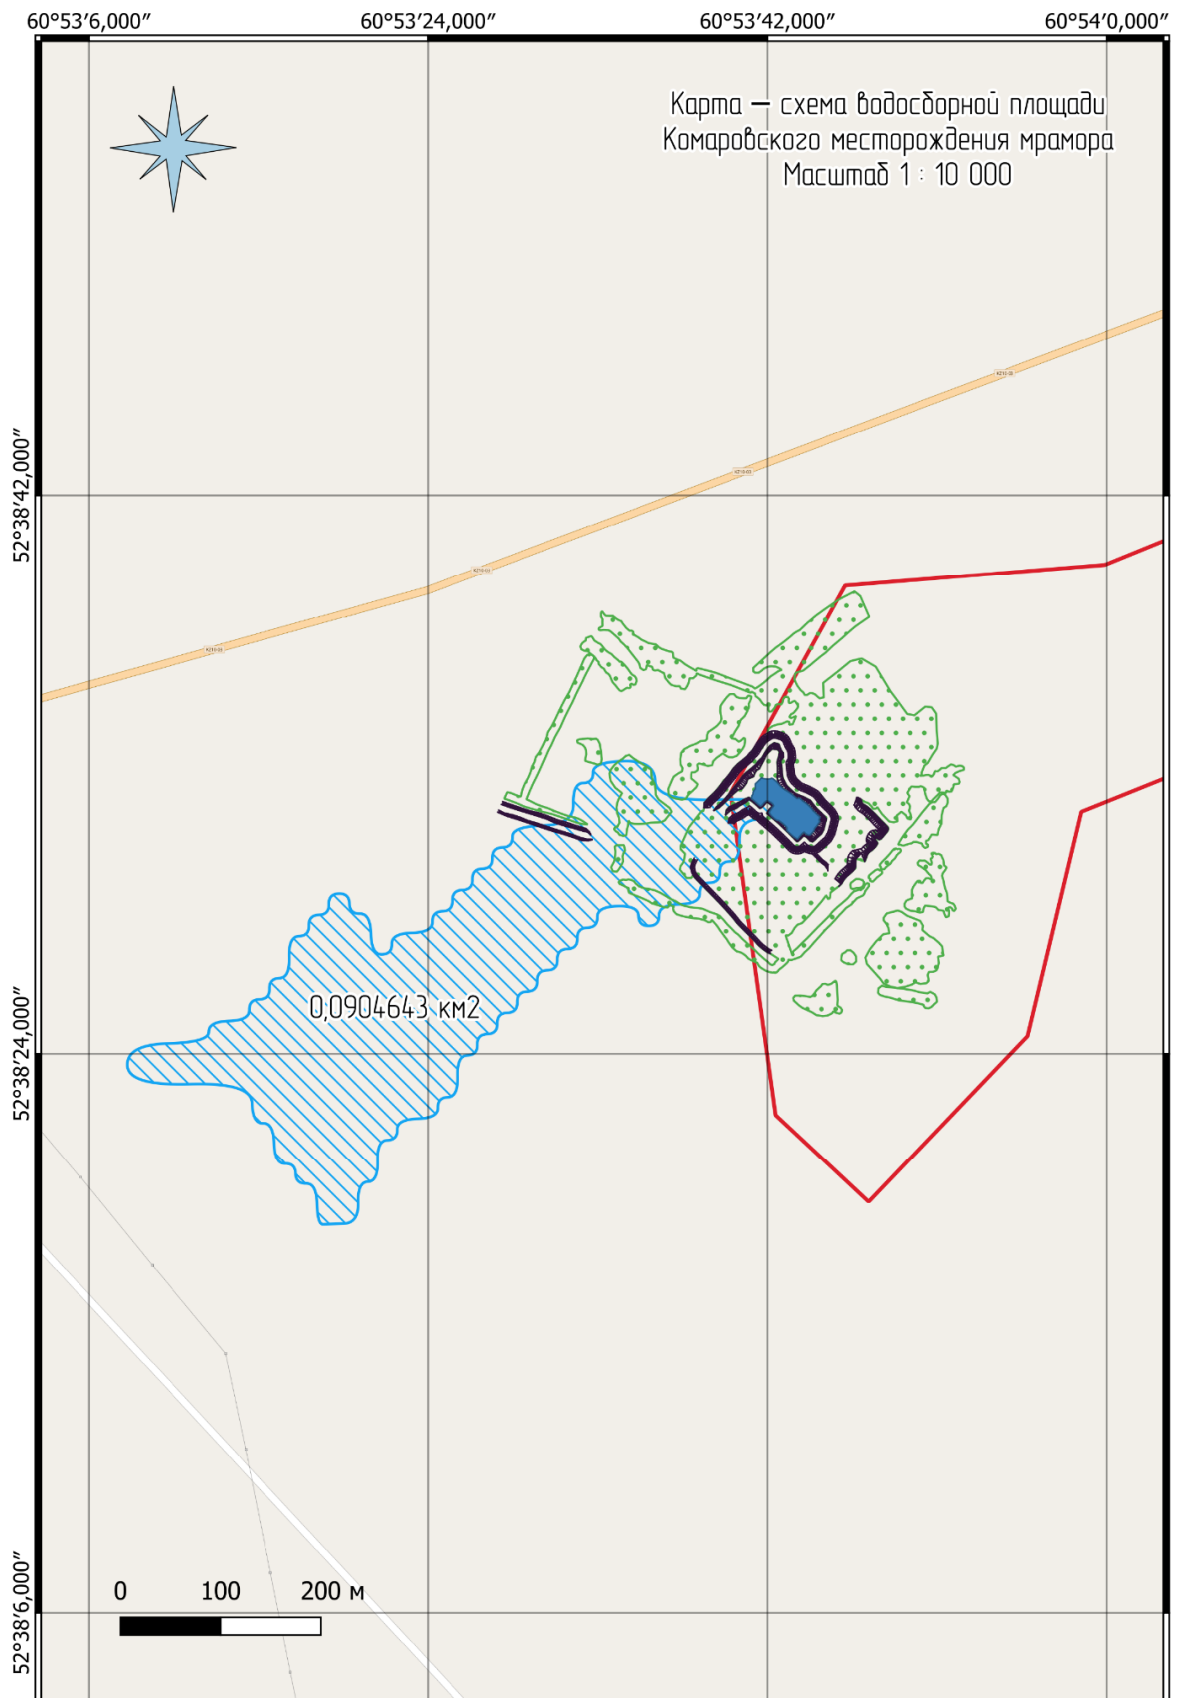 60°53′6,000″ 60°53′24,000″ 60°53′42,000″ 60°54′0,000″
Карта – схема водосборной площади
Комаровского месторождения мрамора
Масштаб 1 : 10 000
52°38′42,000″
0,0904643 км2
52°38′24,000″
52°38′6,000″
0 100 200 м